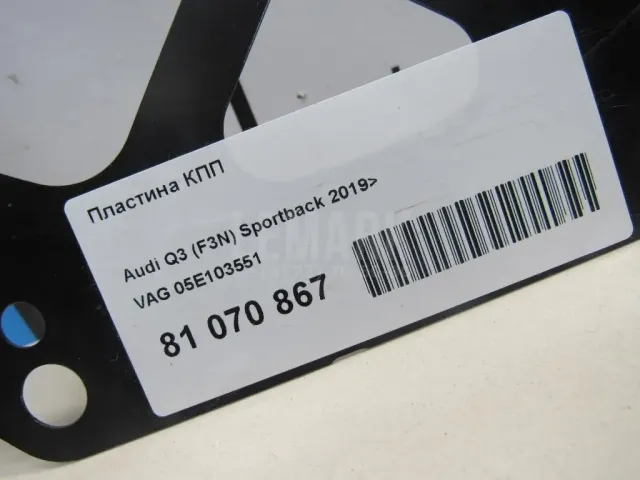 Пластина КПП
Audi Q3 (F3N) Sportback 2019>
VAG 05E103551
81 070 867